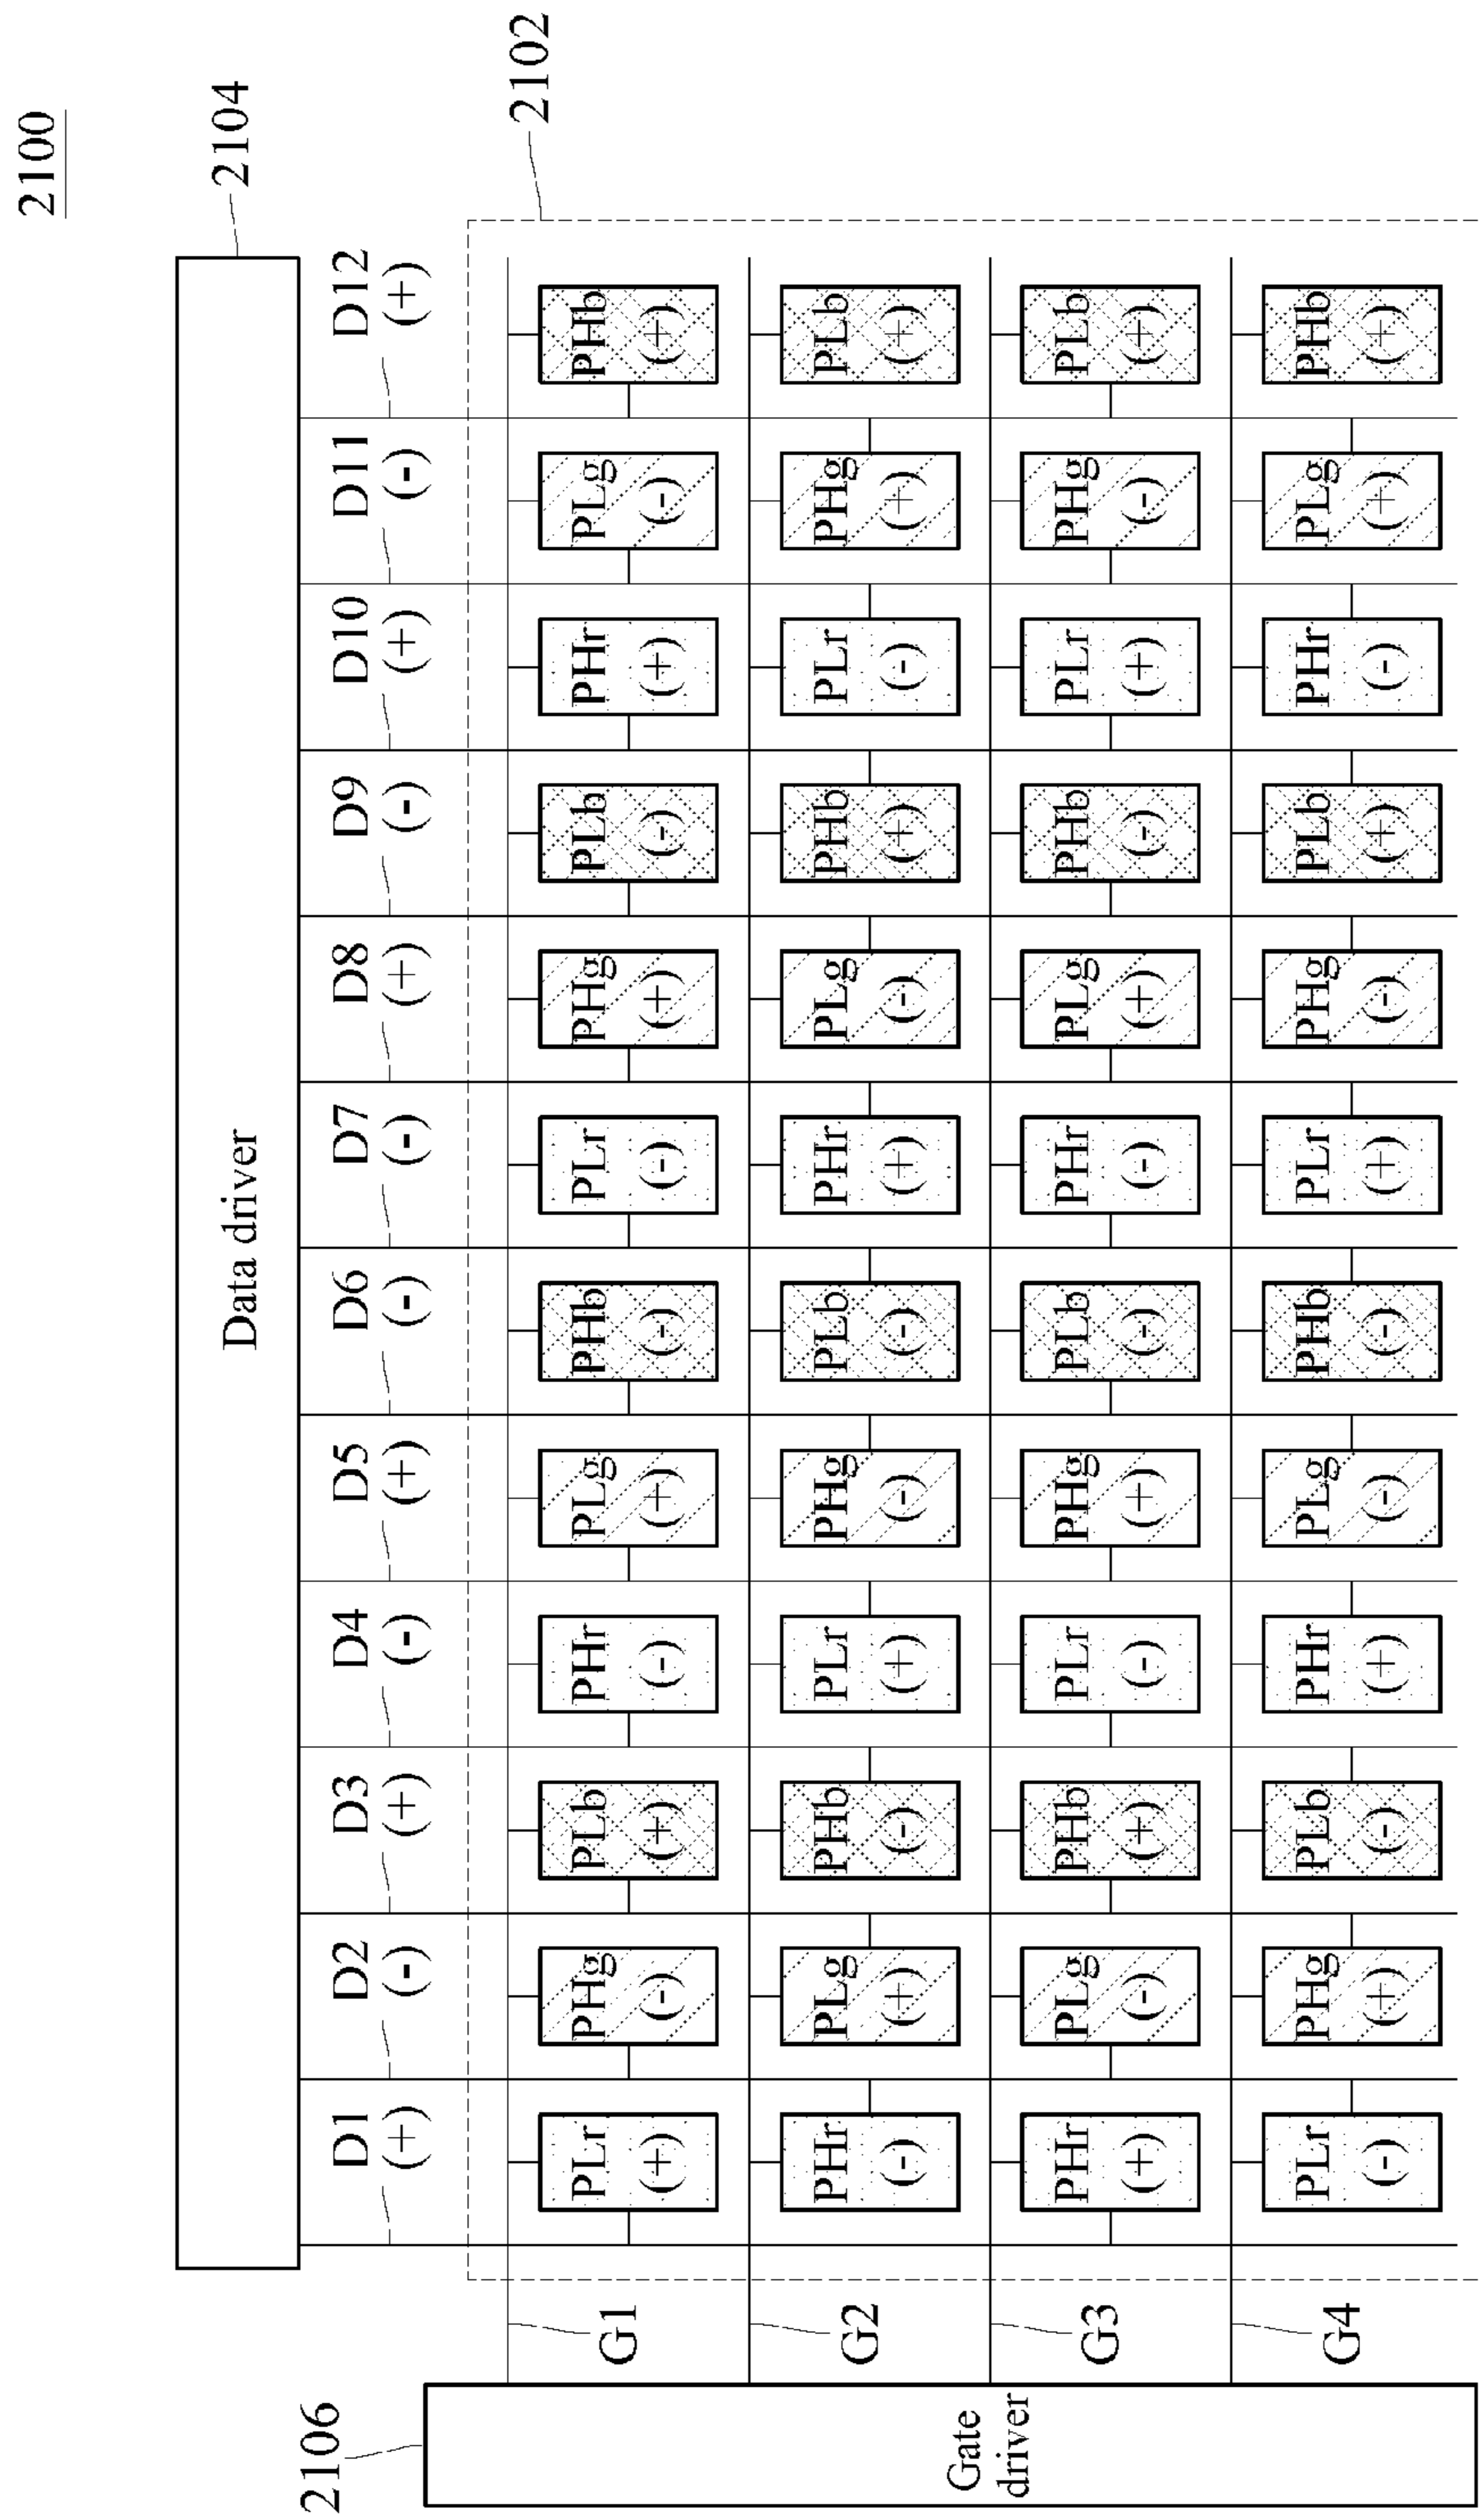 2100
2104
Data driver
D1 D2 D3 D4 D5 D6 D7 D8 D9 D10 D11 D12
(+) (-) (+) (-) (+) (-) (-) (+) (-) (+) (-) (+)
2102
2106
Gate
driver
G1
PLr PHg PLb PHr PLg PHb PLr PHg PLb PHr PLg PHb
(+) (-) (+) (-) (+) (-) (-) (+) (-) (+) (-) (+)
G2
PHr PLg PHb PLr PHg PLb PHr PLg PHb PLr PHg PLb
(-) (+) (-) (+) (-) (-) (+) (-) (+) (-) (+) (+)
G3
PHr PLg PHb PLr PHg PLb PHr PLg PHb PLr PHg PLb
(+) (-) (+) (-) (+) (-) (-) (+) (-) (+) (-) (+)
G4
PLr PHg PLb PHr PLg PHb PLr PHg PLb PHr PLg PHb
(-) (+) (-) (+) (-) (-) (+) (-) (+) (-) (+) (+)